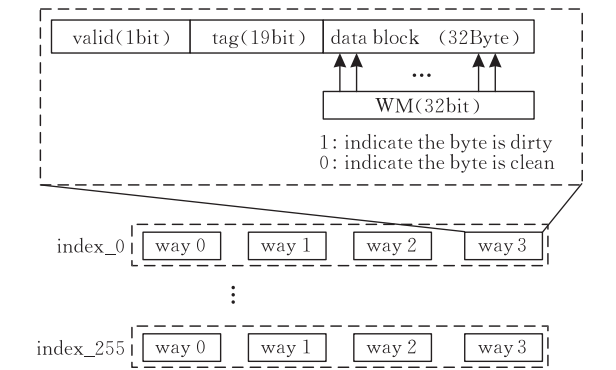 valid(1bit) tag(19bit) data block (32Byte)
...
WM(32bit)
1: indicate the byte is dirty
0: indicate the byte is clean
index_0 way 0 way 1 way 2 way 3
⋮
index_255 way 0 way 1 way 2 way 3